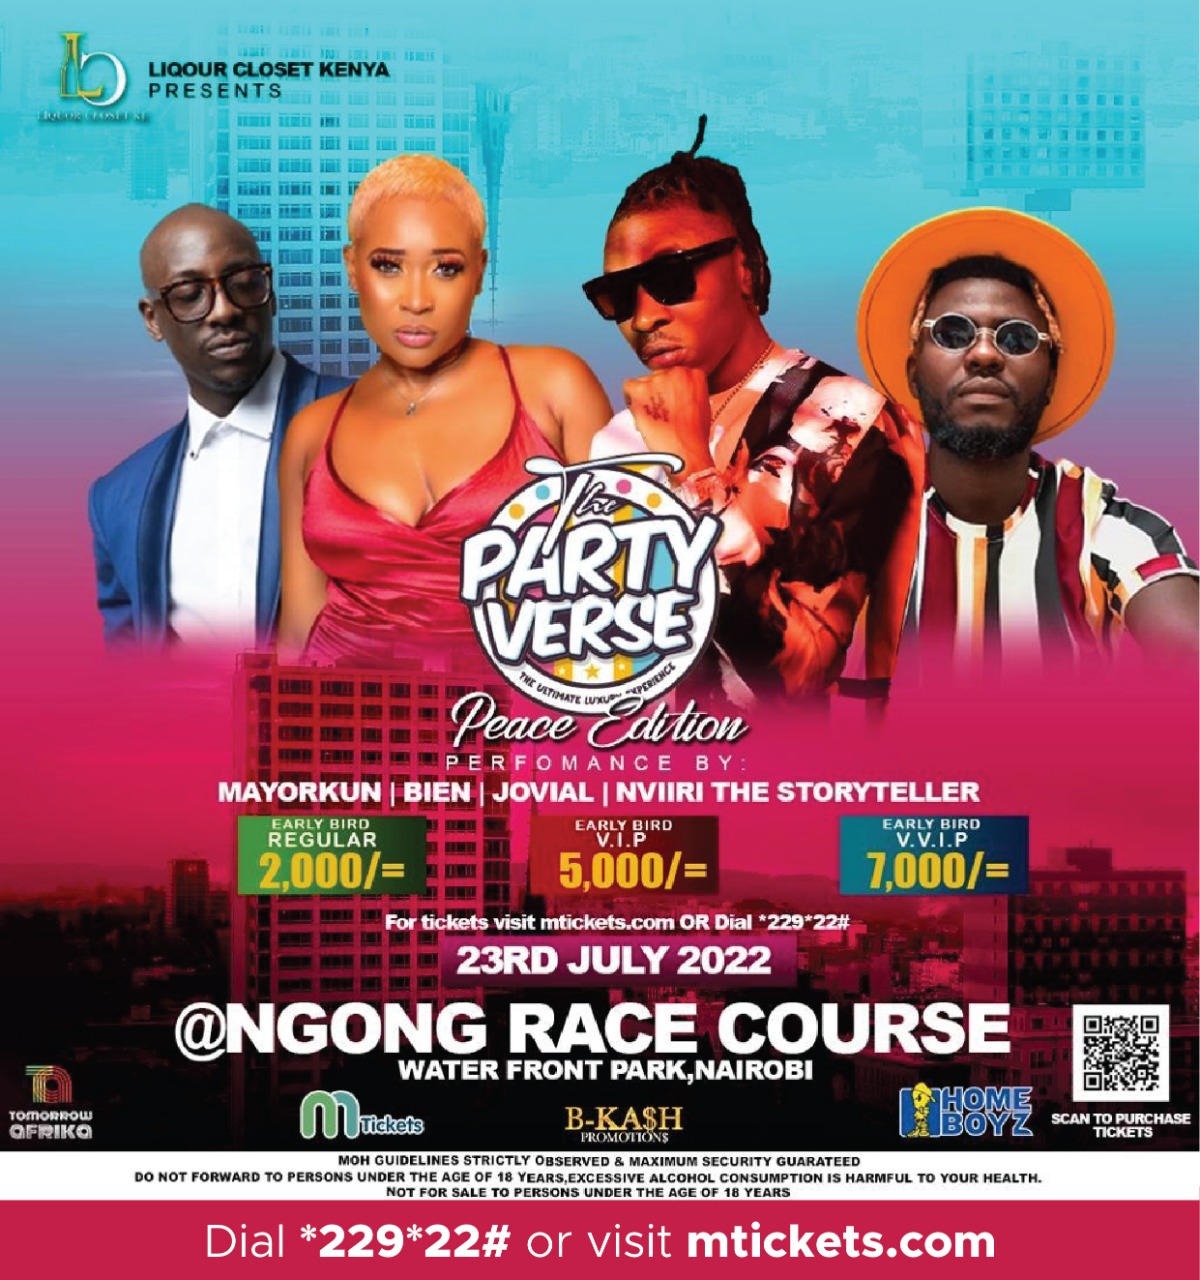 LIQOUR CLOSET KENYA
PRESENTS
LIQUOR CLOSET KE
The
PARTY
VERSE
THE ULTIMATE LUXURY EXPERIENCE
Peace Edition
PERFOMANCE BY:
MAYORKUN | BIEN | JOVIAL | NVIIRI THE STORYTELLER
EARLY BIRD
REGULAR
2,000/=
EARLY BIRD
V.I.P
5,000/=
EARLY BIRD
V.V.I.P
7,000/=
For tickets visit mtickets.com OR Dial *229*22#
23RD JULY 2022
@NGONG RACE COURSE
WATER FRONT PARK,NAIROBI
TOMORROW
AFRIKA
M Tickets
B-KA$H
PROMOTION$
HOME
BOYZ
SCAN TO PURCHASE
TICKETS
MOH GUIDELINES STRICTLY OBSERVED & MAXIMUM SECURITY GUARATEED
DO NOT FORWARD TO PERSONS UNDER THE AGE OF 18 YEARS,EXCESSIVE ALCOHOL CONSUMPTION IS HARMFUL TO YOUR HEALTH.
NOT FOR SALE TO PERSONS UNDER THE AGE OF 18 YEARS
Dial *229*22# or visit mtickets.com